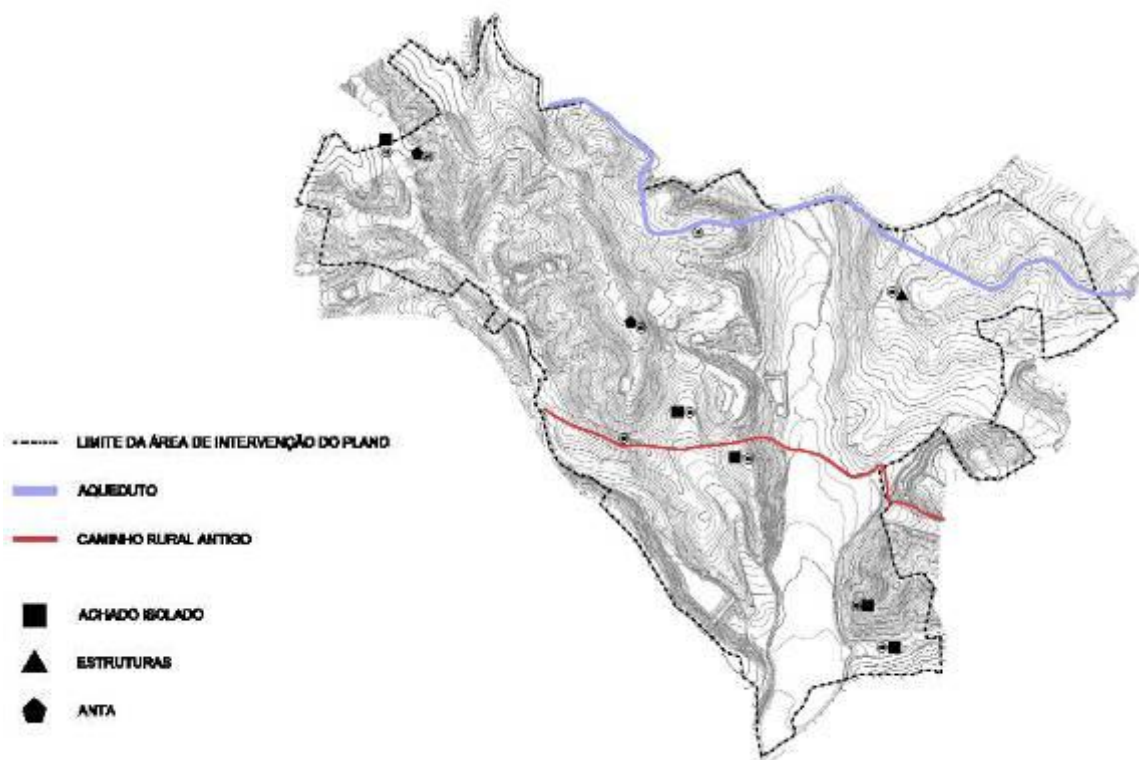 LIMITE DA ÁREA DE INTERVENÇÃO DO PLANO
AQUEDUTO
CAMINHO RURAL ANTIGO
ACHADO ISOLADO
ESTRUTURAS
ANTA